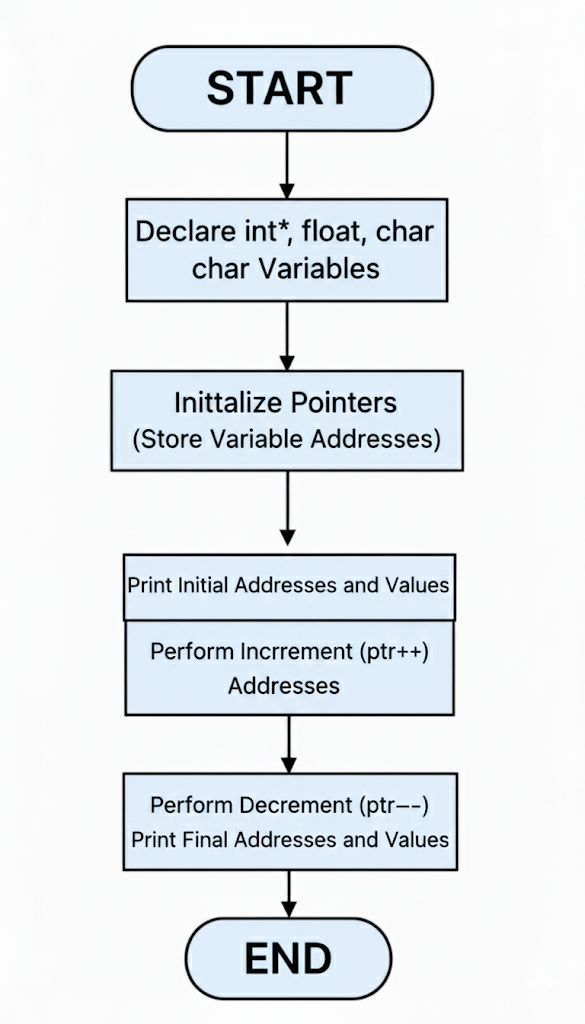 START
Declare int*, float, char
char Variables
Inittalize Pointers
(Store Variable Addresses)
Print Initial Addresses and Values
Perform Incrrement (ptr++)
Addresses
Perform Decrement (ptr--)
Print Final Addresses and Values
END